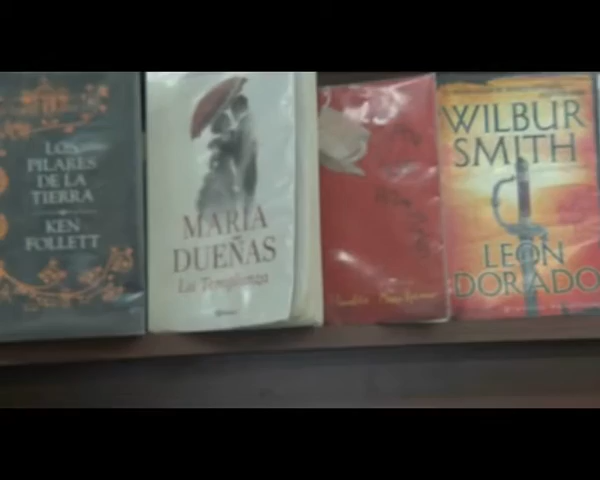 LOS
PILARES
DE LA
TIERRA
KEN
FOLLETT
MARÍA
DUEÑAS
La Templanza
WILBUR
SMITH
LEÓN
DORADO